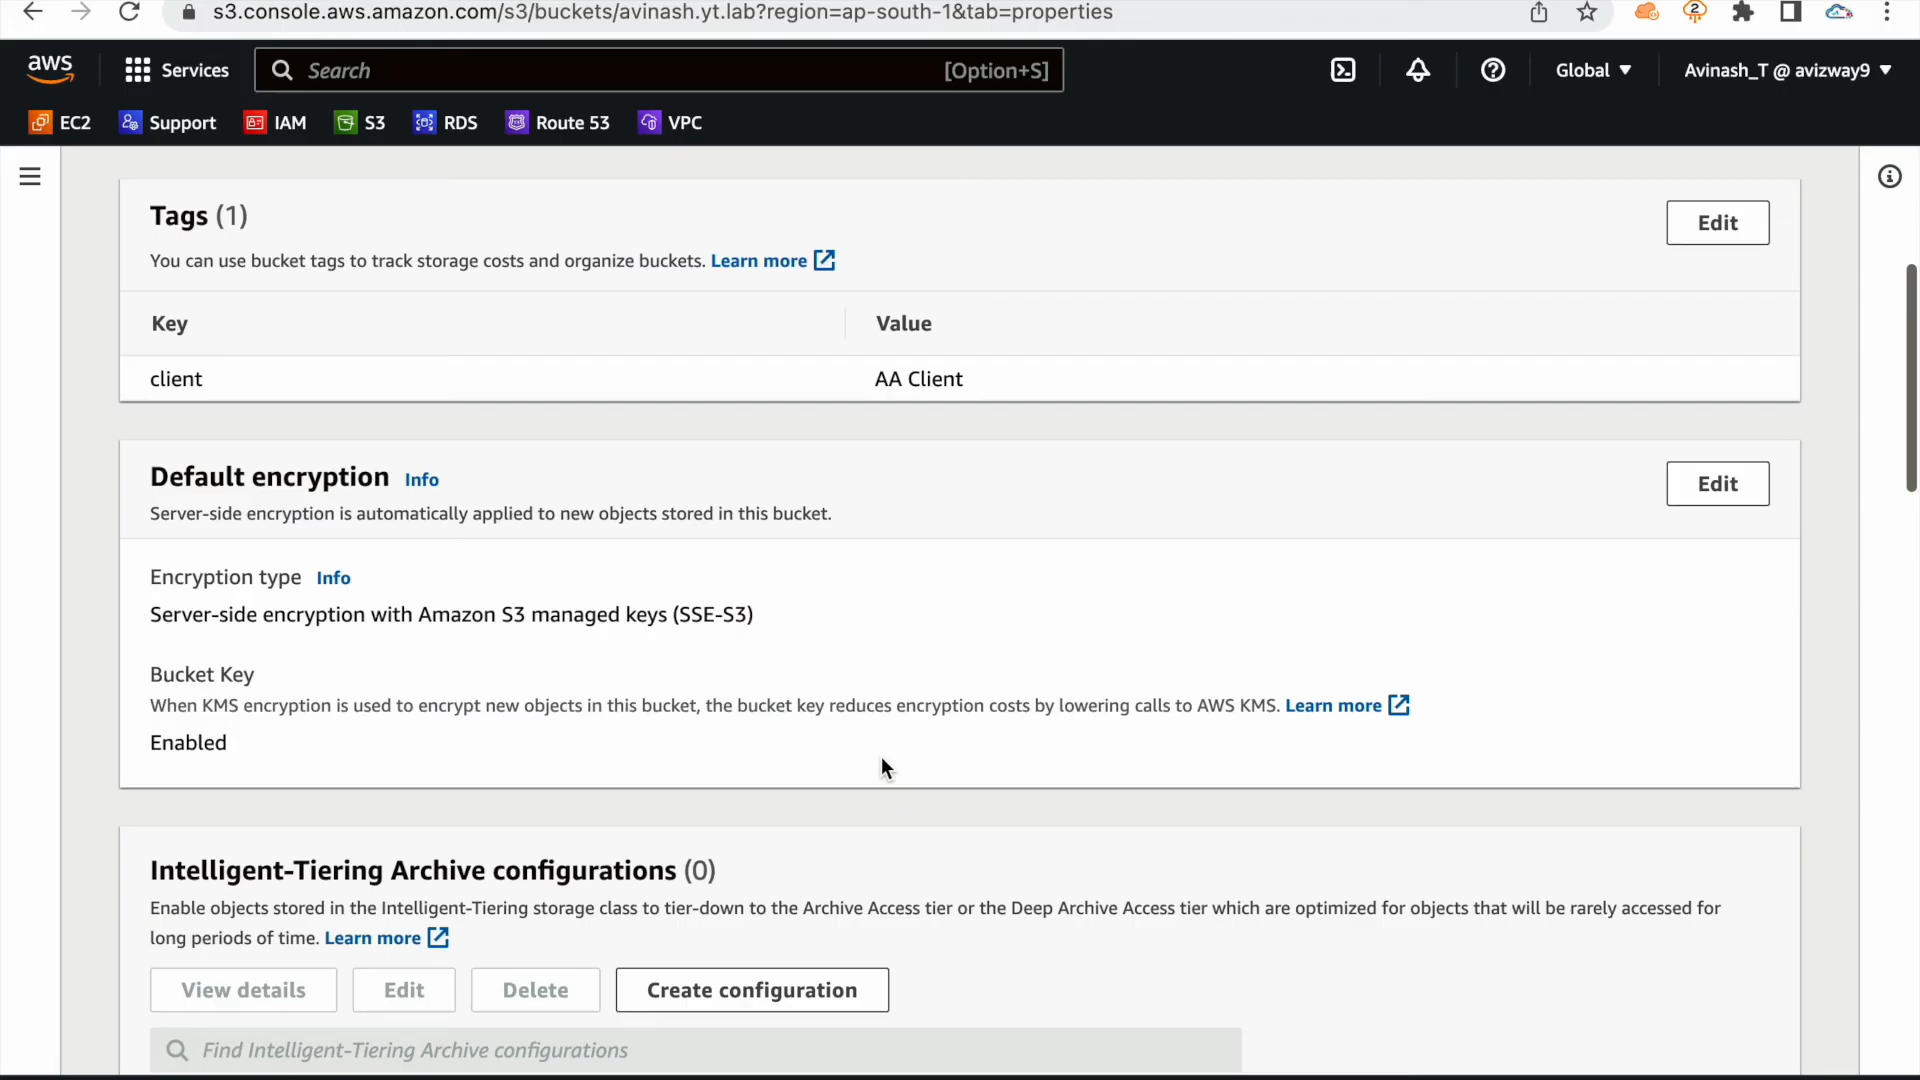 s3.console.aws.amazon.com/s3/buckets/avinash.yt.lab?region=ap-south-1&tab=properties
2
aws
Services
Search
[Option+S]
Global
Avinash_T @ avizway9
EC2
Support
IAM
S3
RDS
Route 53
VPC
Tags (1)
Edit
You can use bucket tags to track storage costs and organize buckets. Learn more
Key
Value
client
AA Client
Default encryption Info
Edit
Server-side encryption is automatically applied to new objects stored in this bucket.
Encryption type Info
Server-side encryption with Amazon S3 managed keys (SSE-S3)
Bucket Key
When KMS encryption is used to encrypt new objects in this bucket, the bucket key reduces encryption costs by lowering calls to AWS KMS. Learn more
Enabled
Intelligent-Tiering Archive configurations (0)
Enable objects stored in the Intelligent-Tiering storage class to tier-down to the Archive Access tier or the Deep Archive Access tier which are optimized for objects that will be rarely accessed for
long periods of time. Learn more
View details
Edit
Delete
Create configuration
Find Intelligent-Tiering Archive configurations